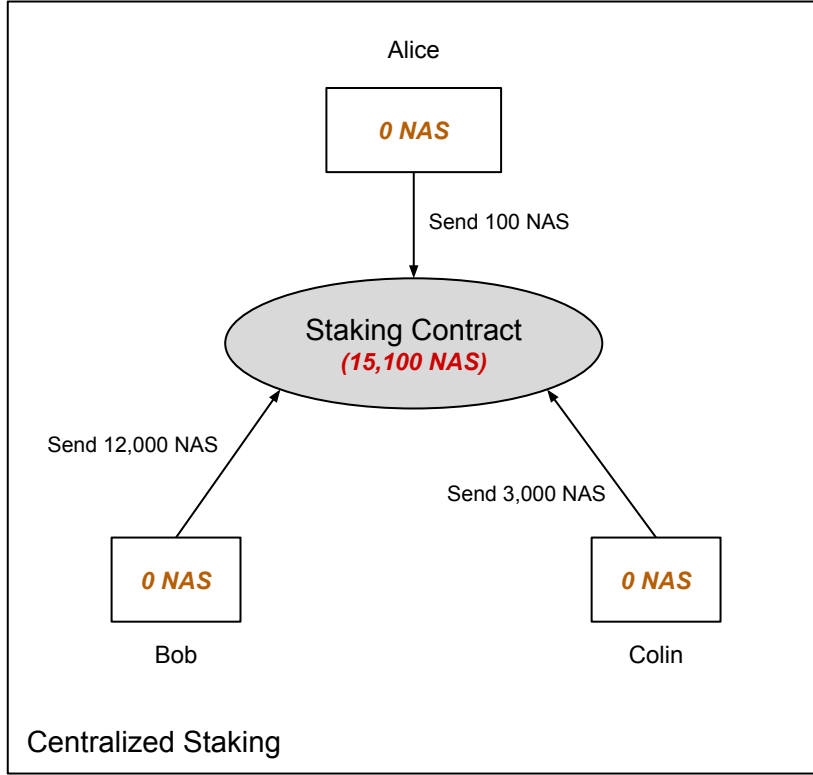 Alice
0 NAS
Send 100 NAS
Staking Contract
(15,100 NAS)
Send 12,000 NAS
Send 3,000 NAS
0 NAS
0 NAS
Bob
Colin
Centralized Staking